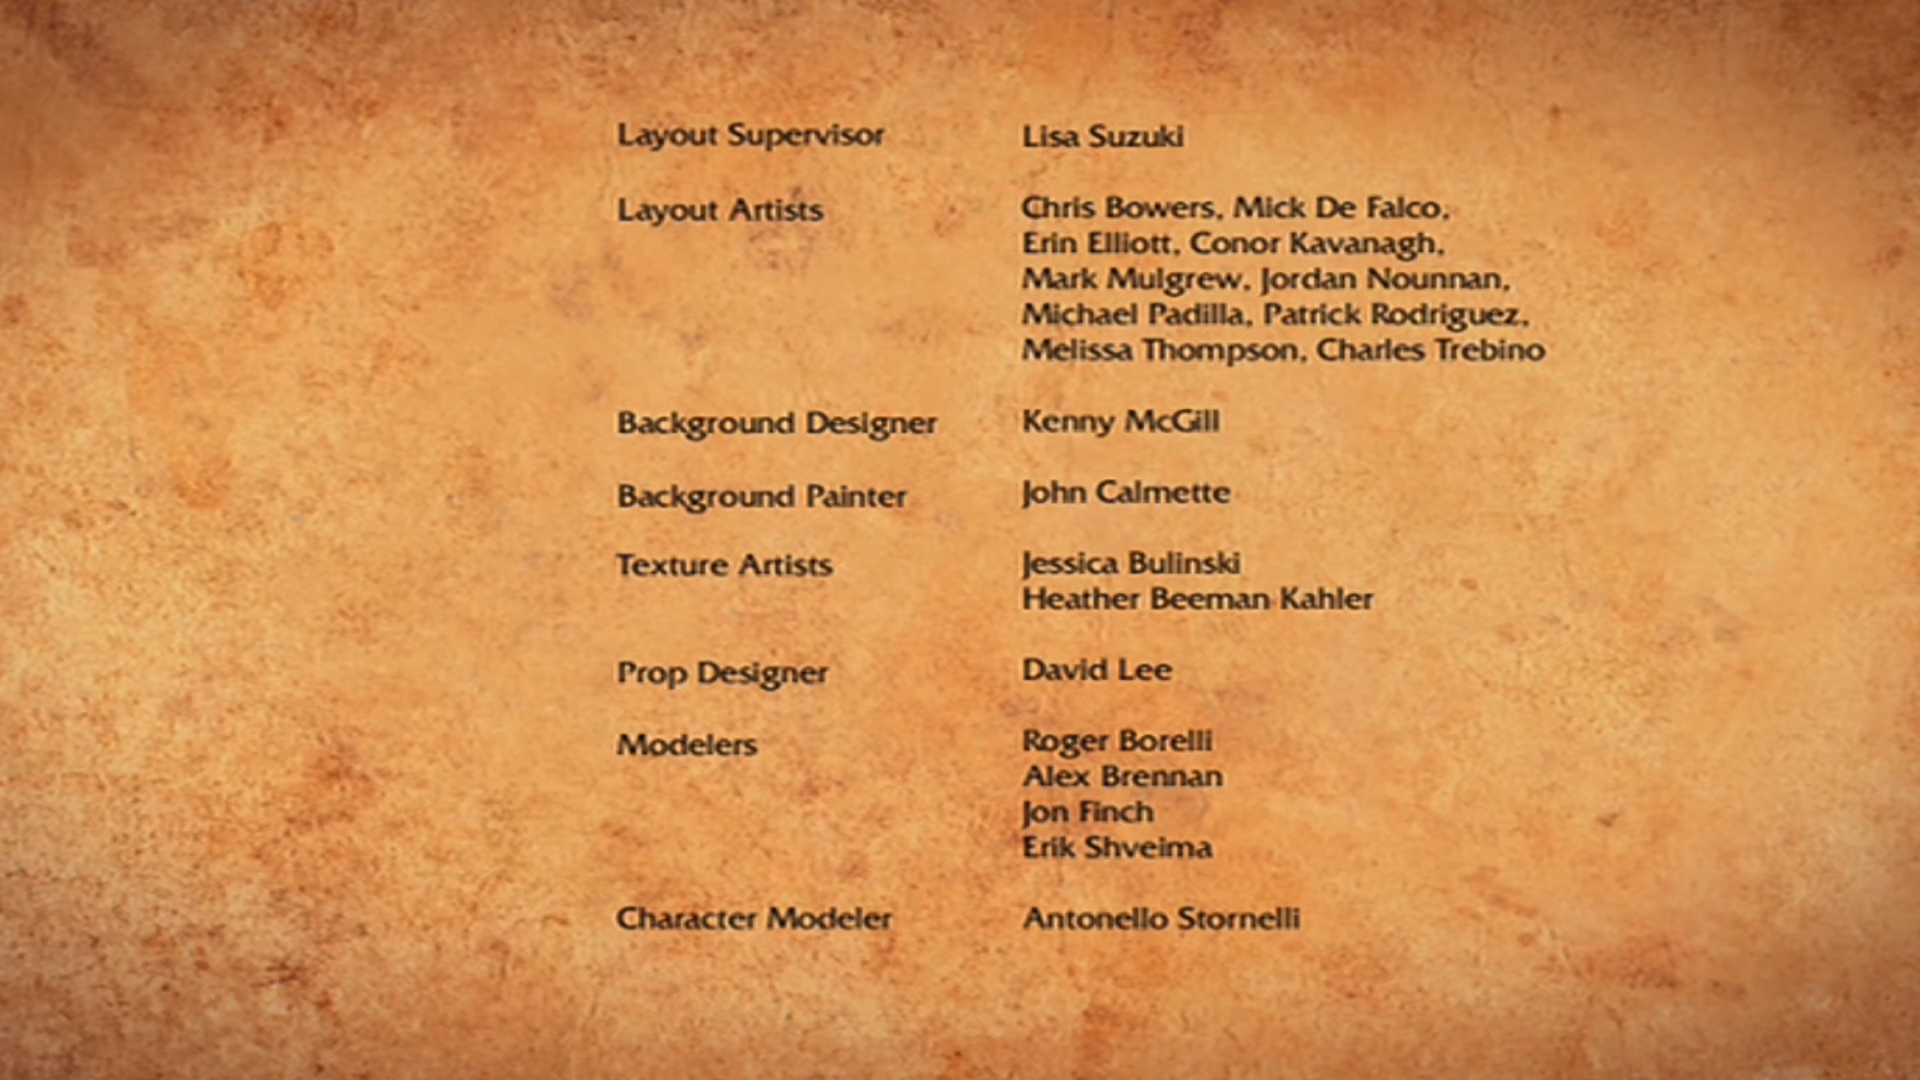 Layout Supervisor Lisa Suzuki
Layout Artists Chris Bowers, Mick De Falco,
Erin Elliott, Conor Kavanagh,
Mark Mulgrew, Jordan Nounnan,
Michael Padilla, Patrick Rodriguez,
Melissa Thompson, Charles Trebino
Background Designer Kenny McGill
Background Painter John Calmette
Texture Artists Jessica Bulinski
Heather Beeman Kahler
Prop Designer David Lee
Modelers Roger Borelli
Alex Brennan
Jon Finch
Erik Shveima
Character Modeler Antonello Stornelli